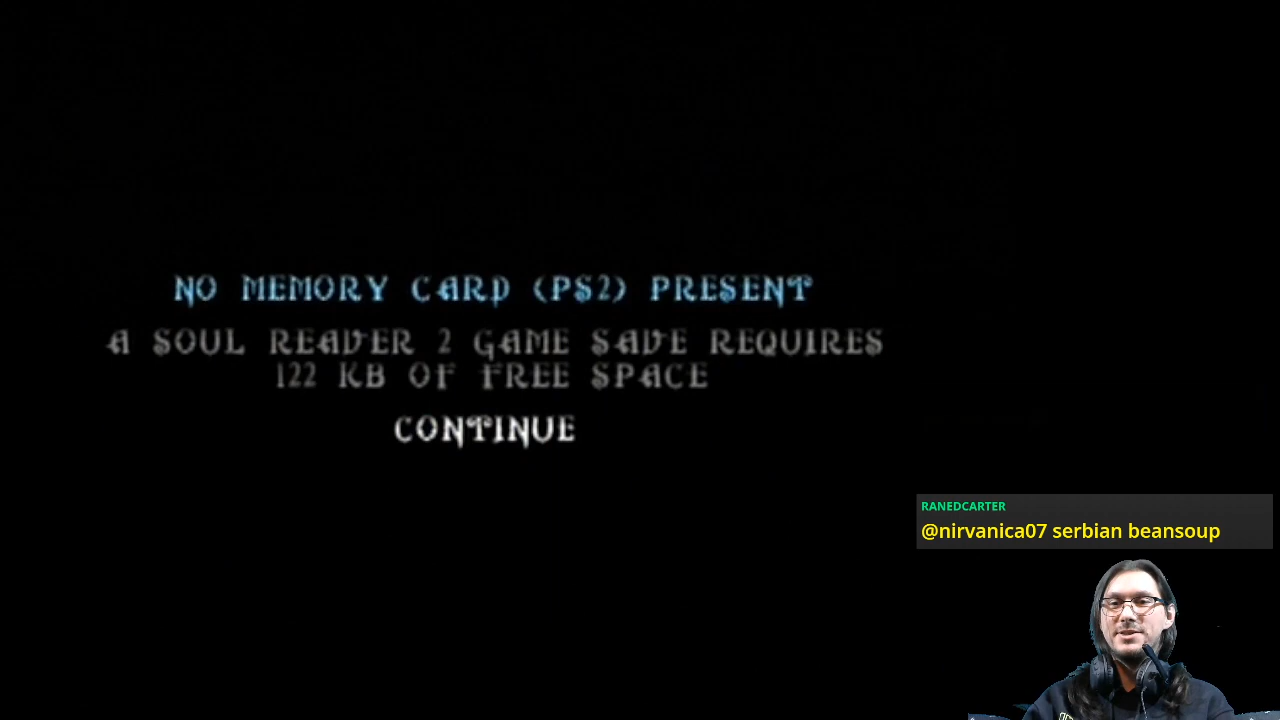 NO MEMORY CARD (PS2) PRESENT
A SOUL REAVER 2 GAME SAVE REQUIRES
122 KB OF FREE SPACE
CONTINUE
RANEDCARTER
@nirvanica07 serbian beansoup